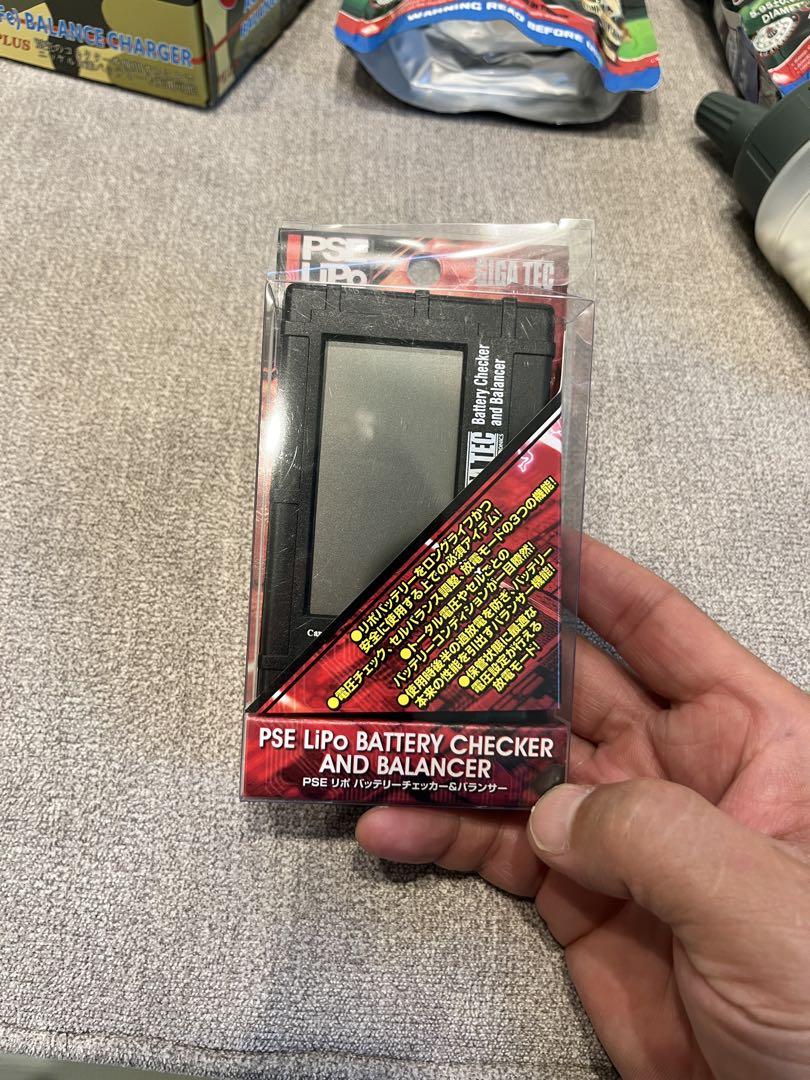 Fe) BALANCE CHARGER
PLUS
WARNING READ BEFORE
DIAMETER
PSE
LiPo
GIGA TEC
Battery Checker
and Balancer
GA TEC
●リポバッテリーをロングライフかつ
安全に使用する上での必須アイテム!
●電圧チェック、セルバランス調整、放電モードの3つの機能!
●トータル電圧やセルごとの
バッテリーコンディションが一目瞭然!
●使用時後半の過放電を防ぎ、バッテリー
本来の性能を引出すバランサー機能!
●保管状態に最適な
電圧設定が行える
放電モード!
PSE LiPo BATTERY CHECKER
AND BALANCER
PSE リポ バッテリーチェッカー&バランサー